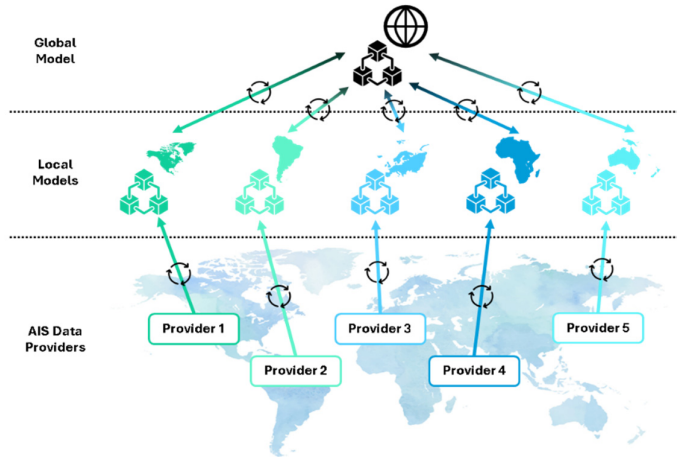 Global
Model
Local
Models
AIS Data
Providers
Provider 1
Provider 2
Provider 3
Provider 4
Provider 5